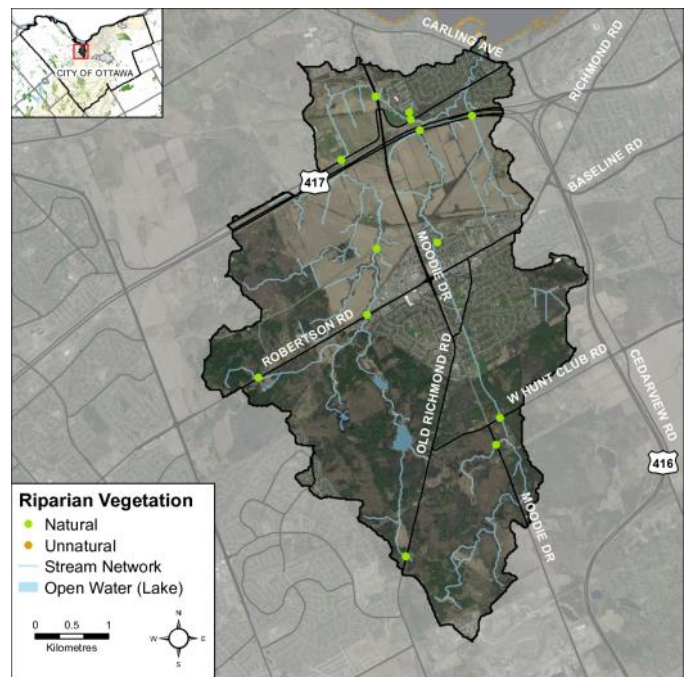 CITY OF OTTAWA
CARLING AVE
RICHMOND RD
BASELINE RD
417
MOODIE DR
ROBERTSON RD
OLD RICHMOND RD
W HUNT CLUB RD
CEDARVIEW RD
416
MOODIE DR
Riparian Vegetation
Natural
Unnatural
Stream Network
Open Water (Lake)
0 0.5 1
Kilometres
N
W E
S